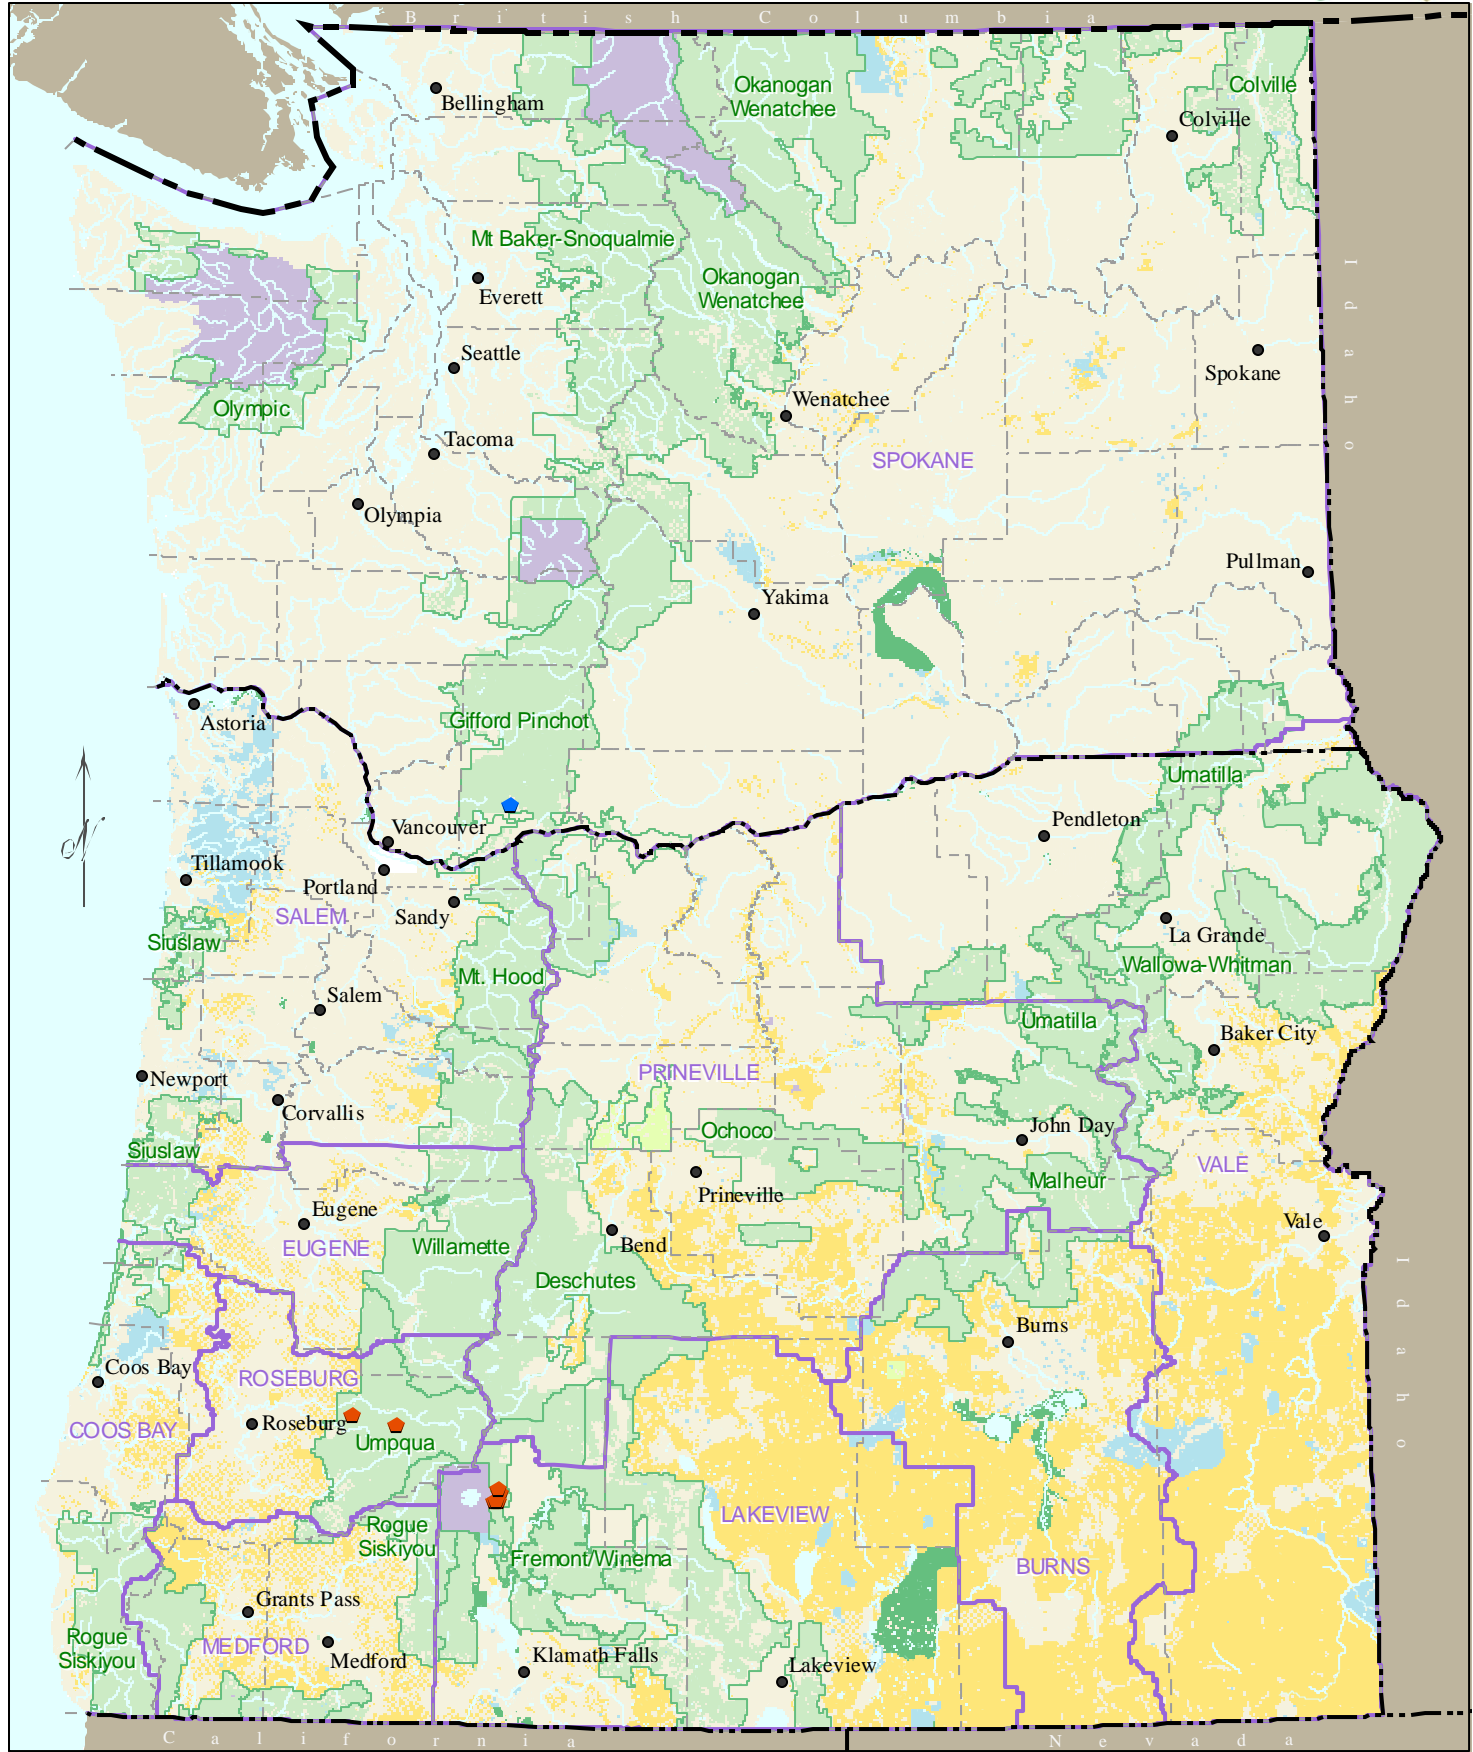 British Columbia
Bellingham
Okanogan
Wenatchee
Colville
Colville
Mt Baker-Snoqualmie
Okanogan
Wenatchee
Everett
Idaho
Seattle
Spokane
Olympic
Wenatchee
Tacoma
SPOKANE
Olympia
Pullman
Yakima
Astoria
Gifford Pinchot
Umatilla
Vancouver
Pendleton
Tillamook
Portland
SALEM
Sandy
La Grande
Siuslaw
Wallowa-Whitman
Mt. Hood
Salem
Umatilla
Baker City
Newport
PRINEVILLE
Corvallis
Ochoco
John Day
Siuslaw
VALE
Malheur
Prineville
Eugene
Vale
EUGENE
Willamette
Bend
Deschutes
Idaho
Burns
Coos Bay
ROSEBURG
COOS BAY
Roseburg
Umpqua
LAKEVIEW
Rogue
Siskiyou
Fremont/Winema
BURNS
Grants Pass
Rogue
Siskiyou
MEDFORD
Medford
Klamath Falls
Lakeview
California
Nevada